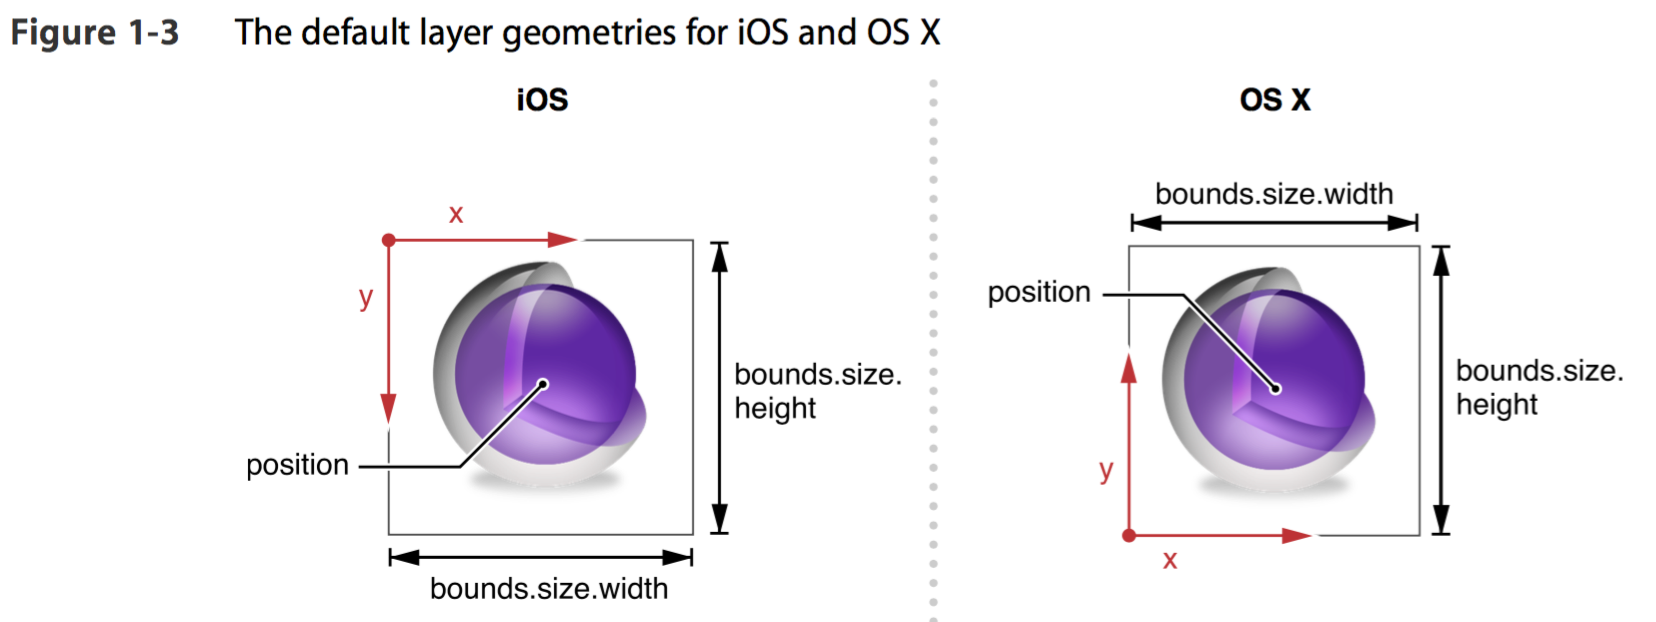 Figure 1-3 The default layer geometries for iOS and OS X
iOS
x
y
position
bounds.size.
height
bounds.size.width
OS X
bounds.size.width
position
y
x
bounds.size.
height